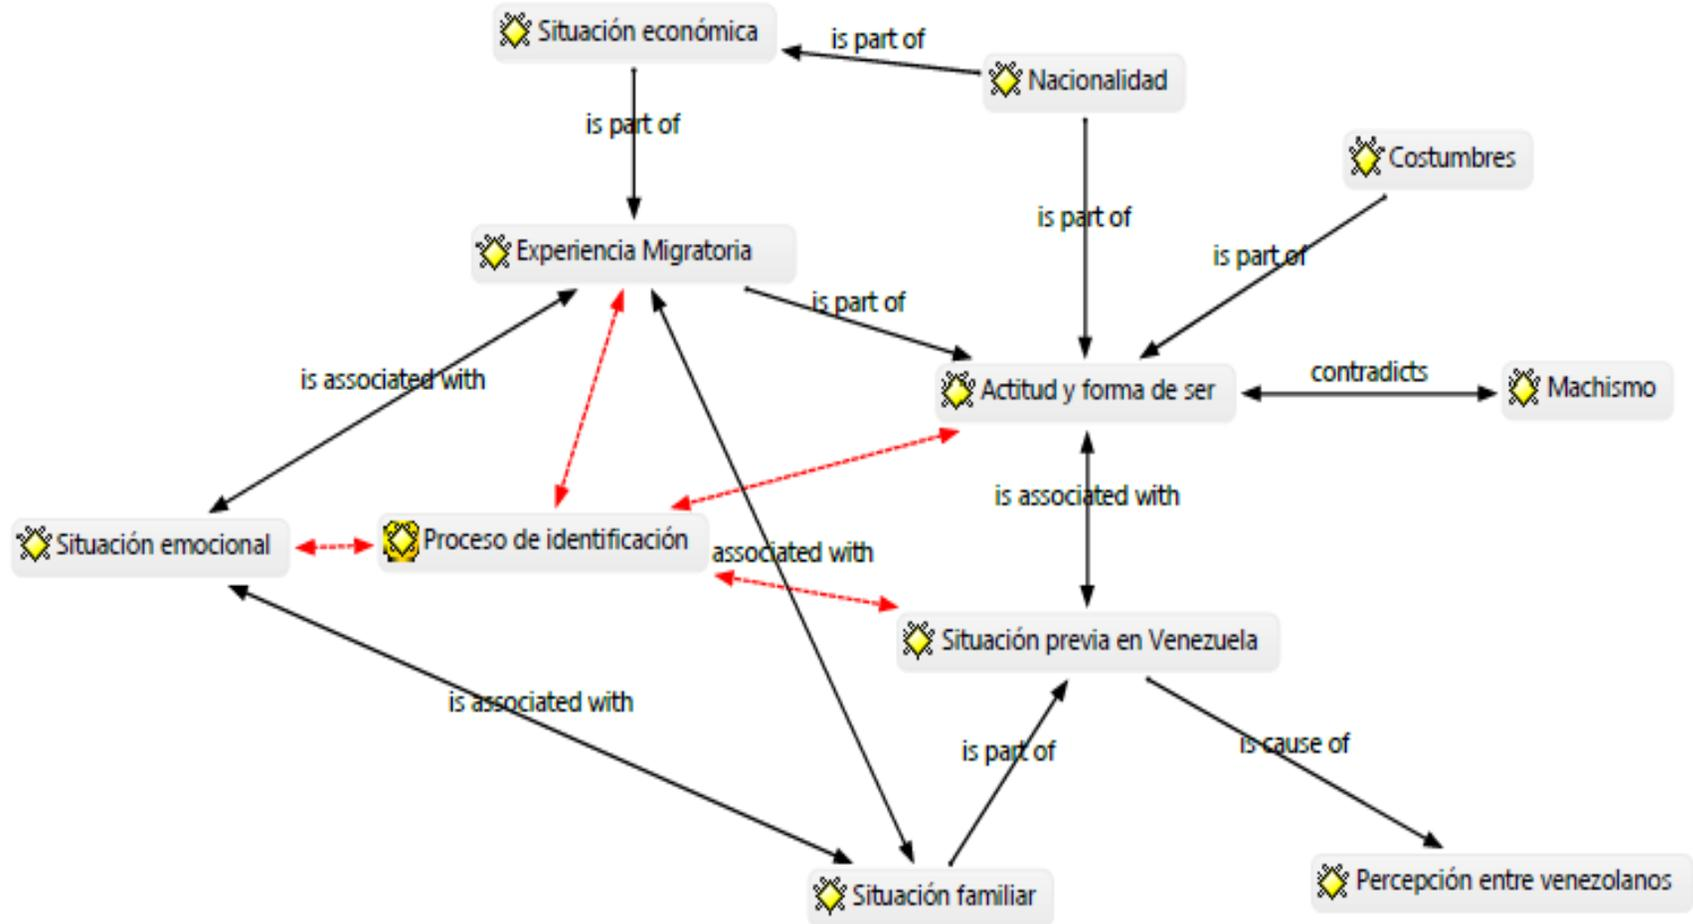 Situación económica
is part of
Nacionalidad
is part of
Costumbres
is part of
is part of
Experiencia Migratoria
is part of
is associated with
Actitud y forma de ser
contradicts
Machismo
is associated with
Situación emocional
Proceso de identificación
associated with
Situación previa en Venezuela
is associated with
is part of
is cause of
Situación familiar
Percepción entre venezolanos